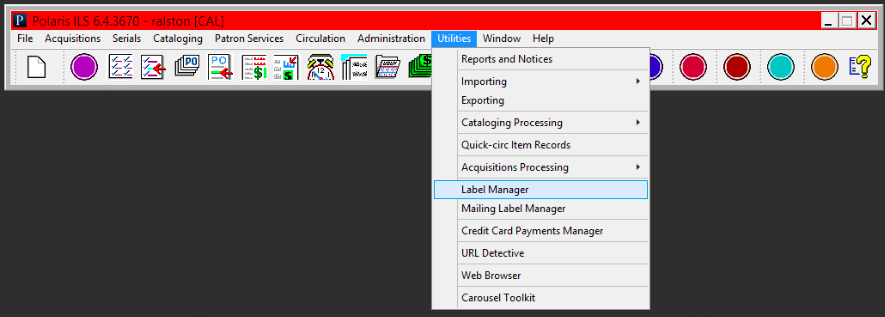 Polaris ILS 6.4.3670 - ralston [CAL]
File Acquisitions Serials Cataloging Patron Services Circulation Administration Utilities Window Help
PO
PO
Reports and Notices
Importing
Exporting
Cataloging Processing
Quick-circ Item Records
Acquisitions Processing
Label Manager
Mailing Label Manager
Credit Card Payments Manager
URL Detective
Web Browser
Carousel Toolkit